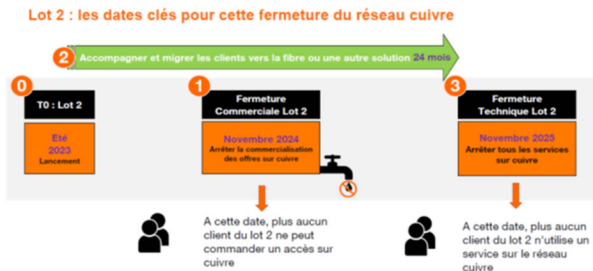 Lot 2 : les dates clés pour cette fermeture du réseau cuivre
2 Accompagner et migrer les clients vers la fibre ou une autre solution 24 mois
0
T0 : Lot 2
Eté
2023
Lancement
1
Fermeture
Commerciale Lot 2
Novembre 2024
Arrêter la commercialisation
des offres sur cuivre
A cette date, plus aucun
client du lot 2 ne peut
commander un accès sur
cuivre
3
Fermeture
Technique Lot 2
Novembre 2025
Arrêter tous les services
sur cuivre
A cette date, plus aucun
client du lot 2 n'utilise un
service sur le réseau
cuivre